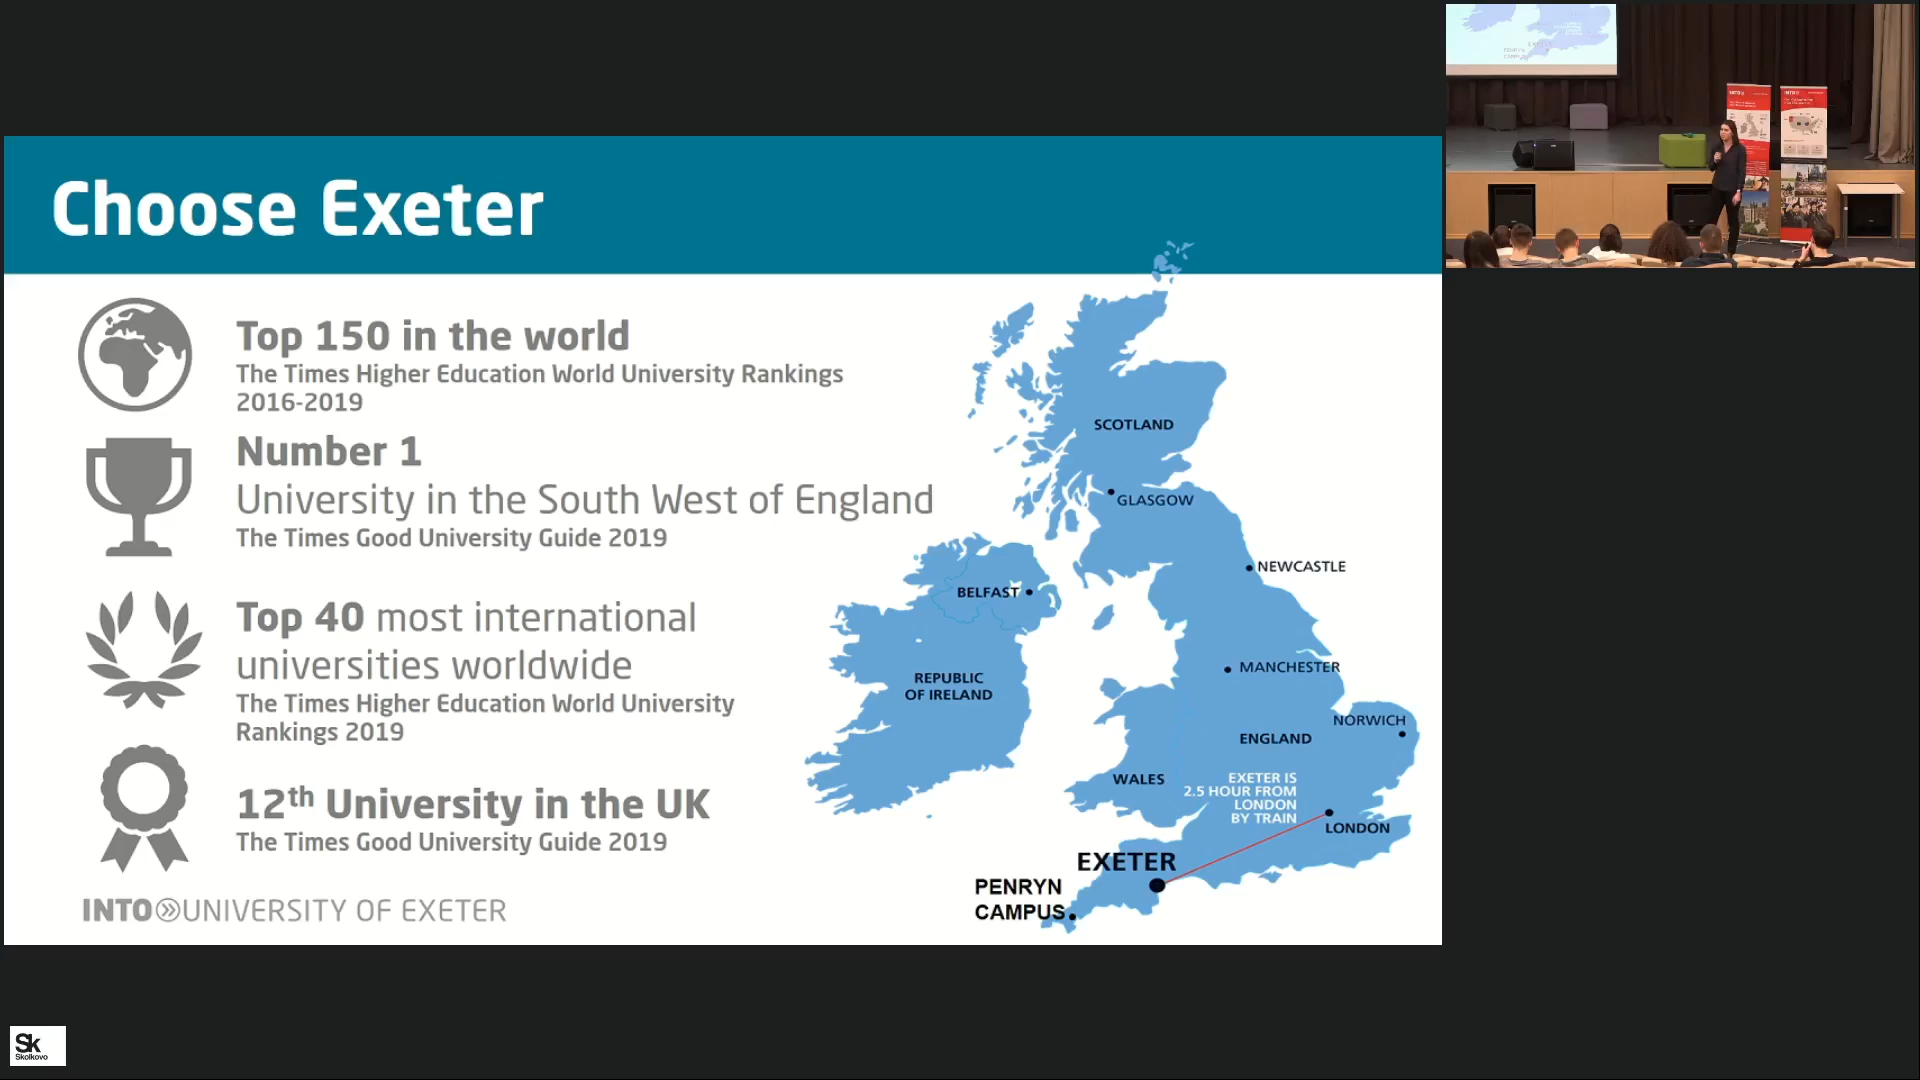 Choose Exeter
Top 150 in the world
The Times Higher Education World University Rankings
2016-2019
Number 1
University in the South West of England
The Times Good University Guide 2019
Top 40 most international
universities worldwide
The Times Higher Education World University
Rankings 2019
12th University in the UK
The Times Good University Guide 2019
INTO»UNIVERSITY OF EXETER
SCOTLAND
GLASGOW
NEWCASTLE
BELFAST
MANCHESTER
REPUBLIC
OF IRELAND
NORWICH
ENGLAND
WALES
EXETER IS
2.5 HOUR FROM
LONDON
BY TRAIN
LONDON
EXETER
PENRYN
CAMPUS
INTO
INTO
Sk
Skolkovo